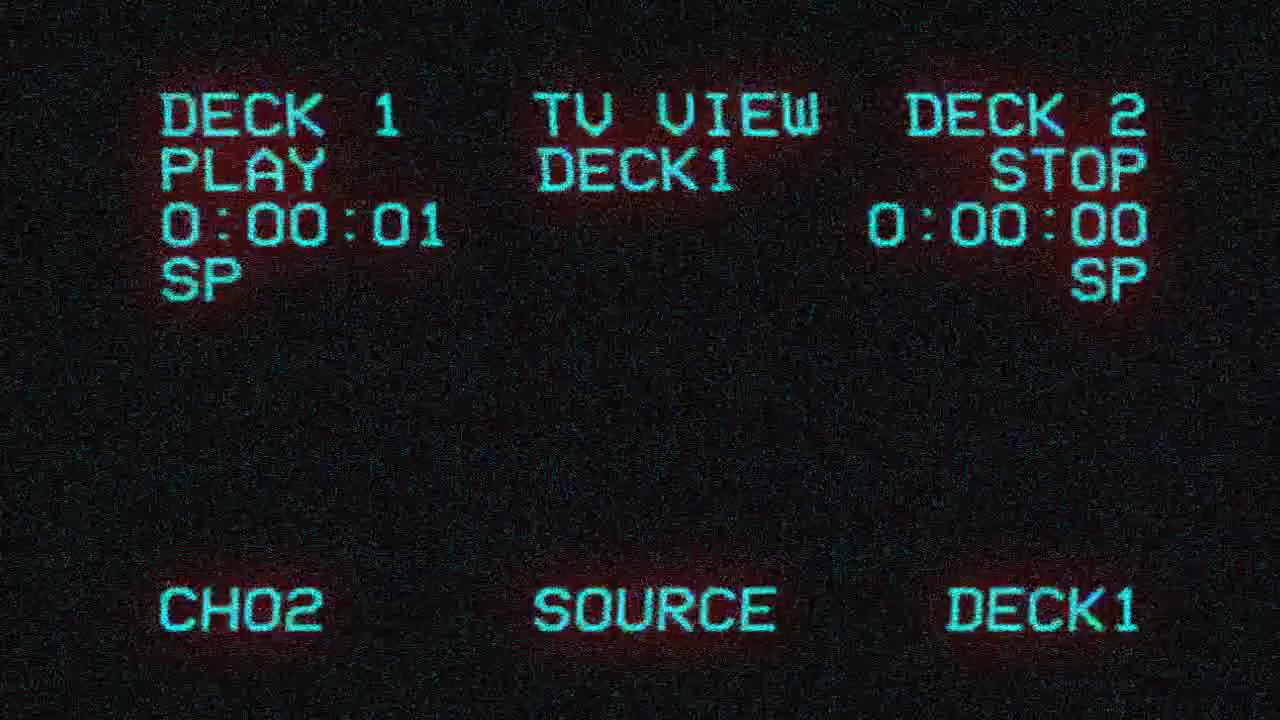 DECK 1 TV VIEW DECK 2
PLAY DECK1 STOP
0:00:01 0:00:00
SP SP
CH02 SOURCE DECK1